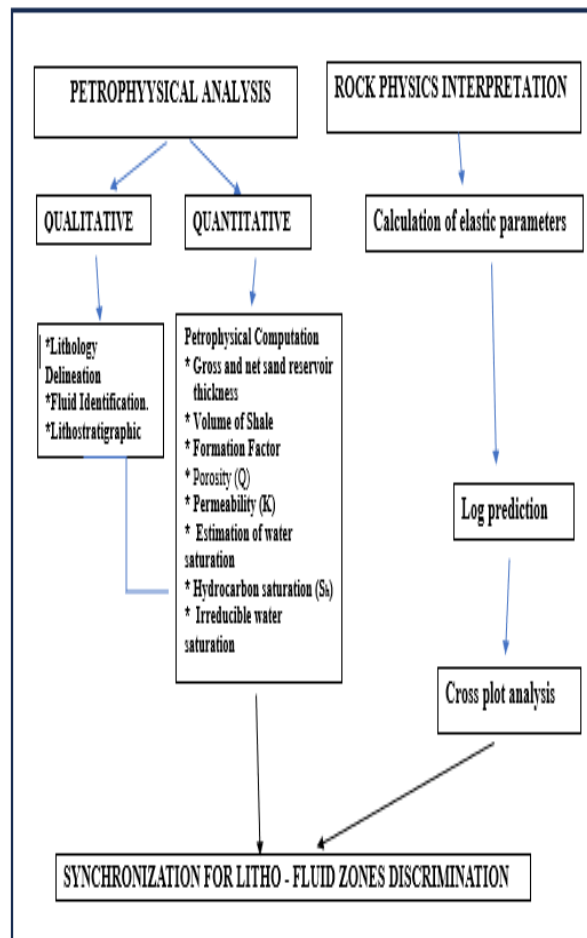 PETROPHYYSICAL ANALYSIS
ROCK PHYSICS INTERPRETATION
QUALITATIVE
QUANTITATIVE
Calculation of elastic parameters
*Lithology
Delineation
*Fluid Identification.
*Lithostratigraphic
Petrophysical Computation
* Gross and net sand reservoir
thickness
* Volume of Shale
* Formation Factor
* Porosity (Q)
* Permeability (K)
* Estimation of water
saturation
* Hydrocarbon saturation (Sₕ)
* Irreducible water
saturation
Log prediction
Cross plot analysis
SYNCHRONIZATION FOR LITHO - FLUID ZONES DISCRIMINATION